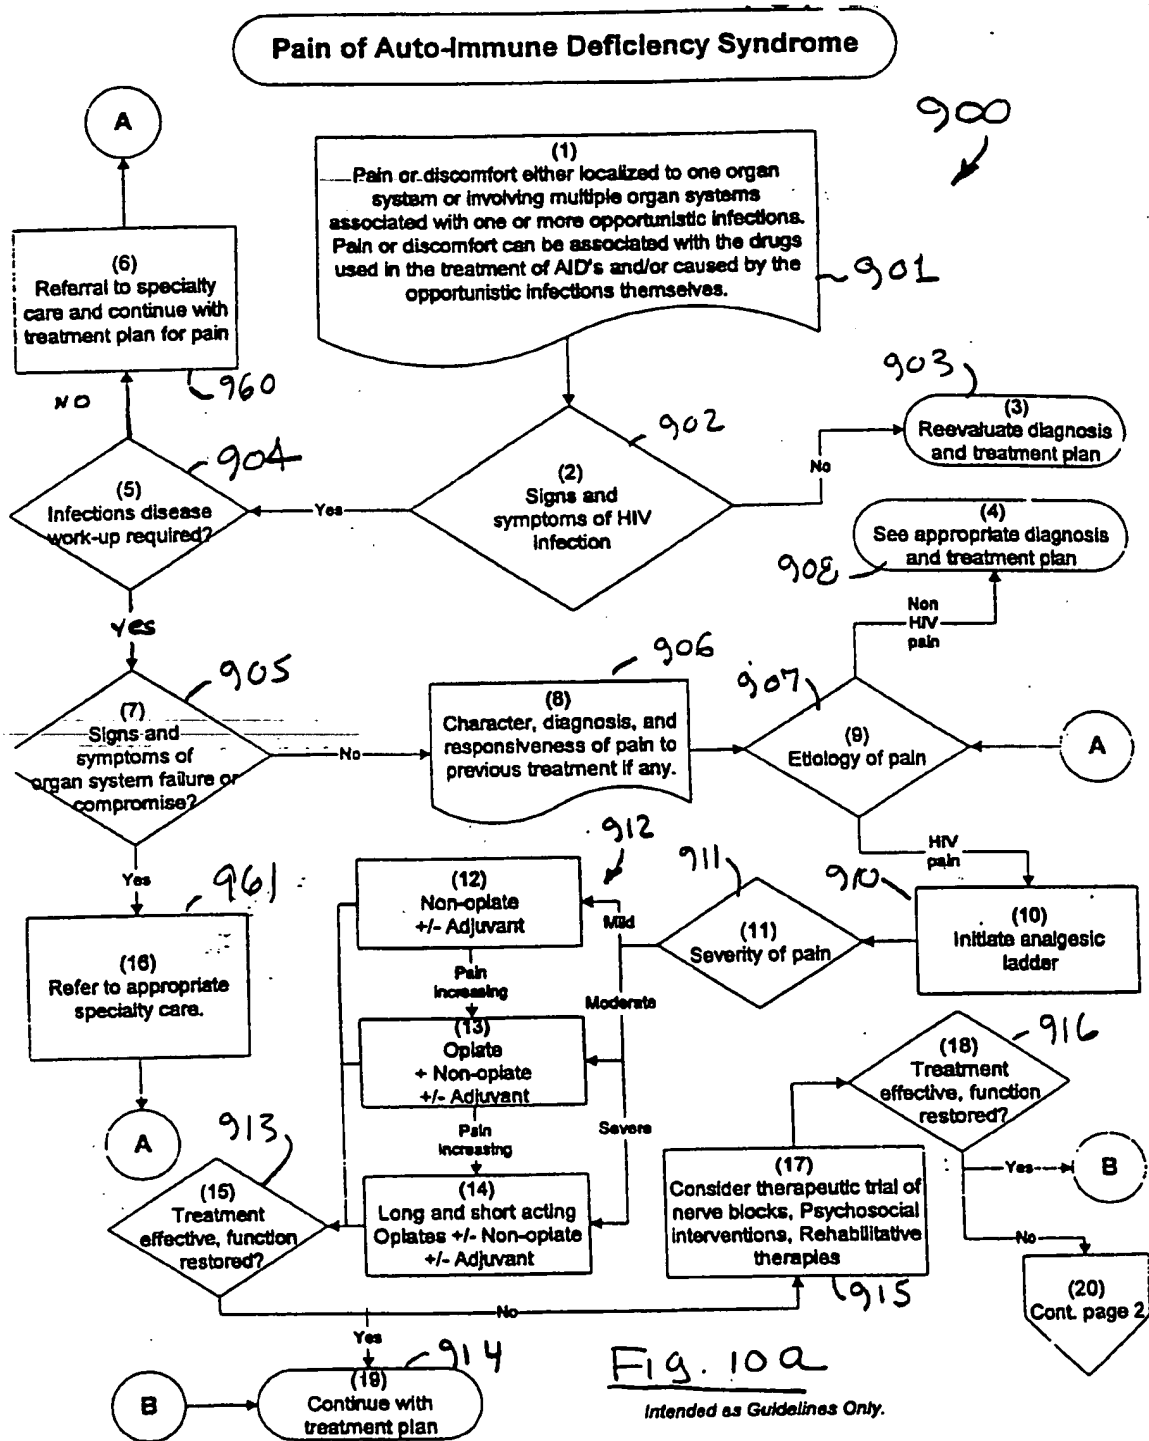 Pain of Auto-Immune Deficiency Syndrome
A
900
(1)
Pain or discomfort either localized to one organ
system or involving multiple organ systems
associated with one or more opportunistic infections.
Pain or discomfort can be associated with the drugs
used in the treatment of AID's and/or caused by the
opportunistic infections themselves.
901
(6)
Referral to specialty
care and continue with
treatment plan for pain
960
NO
903
(3)
Reevaluate diagnosis
and treatment plan
902
No
904
(5)
Infections disease
work-up required?
Yes
(2)
Signs and
symptoms of HIV
infection
(4)
See appropriate diagnosis
and treatment plan
908
Non
HIV
pain
yes
905
906
907
(7)
Signs and
symptoms of
organ system failure or
compromise?
No
(8)
Character, diagnosis, and
responsiveness of pain to
previous treatment if any.
(9)
Etiology of pain
A
HIV
pain
Yes
961
912
911
910
(12)
Non-opiate
+/- Adjuvant
Mild
(11)
Severity of pain
(10)
Initiate analgesic
ladder
(16)
Refer to appropriate
specialty care.
Pain
increasing
Moderate
(13)
Opiate
+ Non-opiate
+/- Adjuvant
916
(18)
Treatment
effective, function
restored?
A
913
Pain
increasing
Severe
(15)
Treatment
effective, function
restored?
(14)
Long and short acting
Opiates +/- Non-opiate
+/- Adjuvant
(17)
Consider therapeutic trial of
nerve blocks, Psychosocial
interventions, Rehabilitative
therapies
Yes
B
No
915
No
(20)
Cont. page 2
Yes
914
B
(19)
Continue with
treatment plan
Fig. 10a
Intended as Guidelines Only.